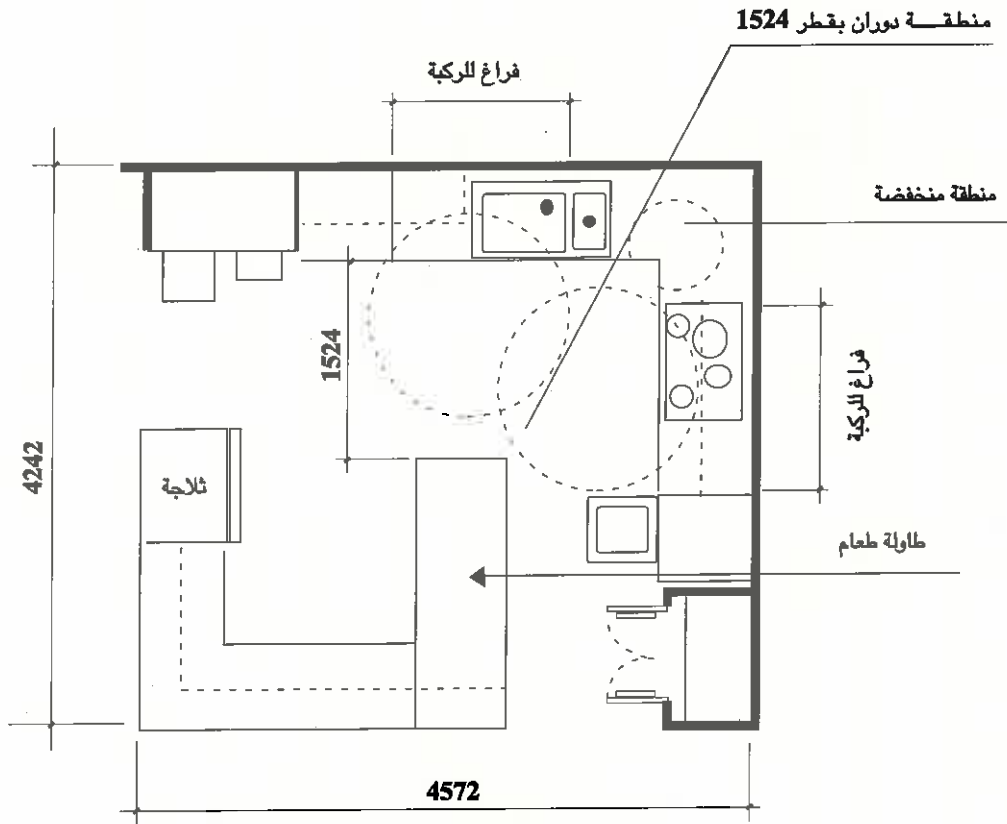 منطقـــة دوران بقطر 1524
فراغ للركبة
منطقة منخفضة
1524
فراغ للركبة
4242
ثلاجة
طاولة طعام
4572